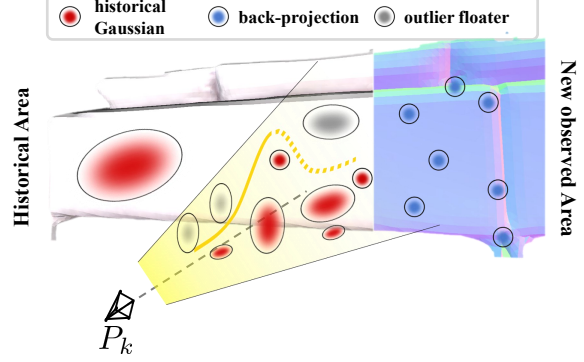 historical
Gaussian
back-projection
outlier floater
Historical Area
New observed Area
P_k